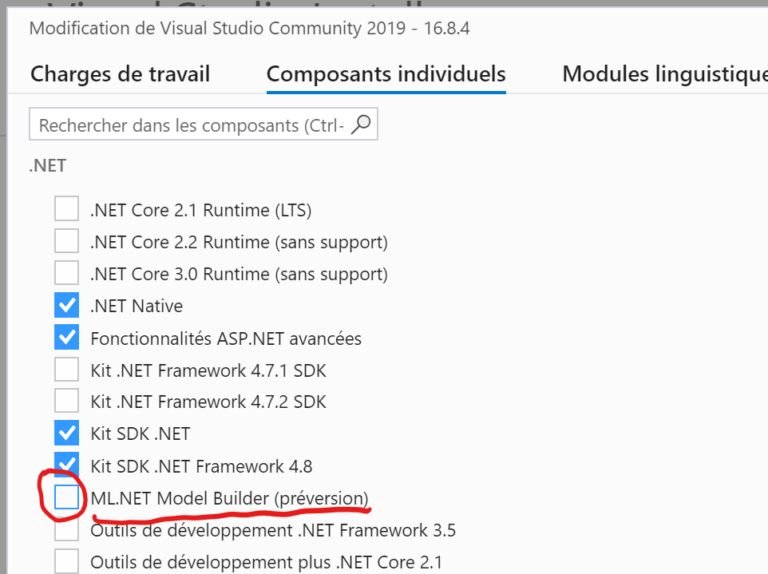 Modification de Visual Studio Community 2019 - 16.8.4
Charges de travail Composants individuels Modules linguistique
Rechercher dans les composants (Ctrl-
.NET
.NET Core 2.1 Runtime (LTS)
.NET Core 2.2 Runtime (sans support)
.NET Core 3.0 Runtime (sans support)
.NET Native
Fonctionnalités ASP.NET avancées
Kit .NET Framework 4.7.1 SDK
Kit .NET Framework 4.7.2 SDK
Kit SDK .NET
Kit SDK .NET Framework 4.8
ML.NET Model Builder (préversion)
Outils de développement .NET Framework 3.5
Outils de développement plus .NET Core 2.1